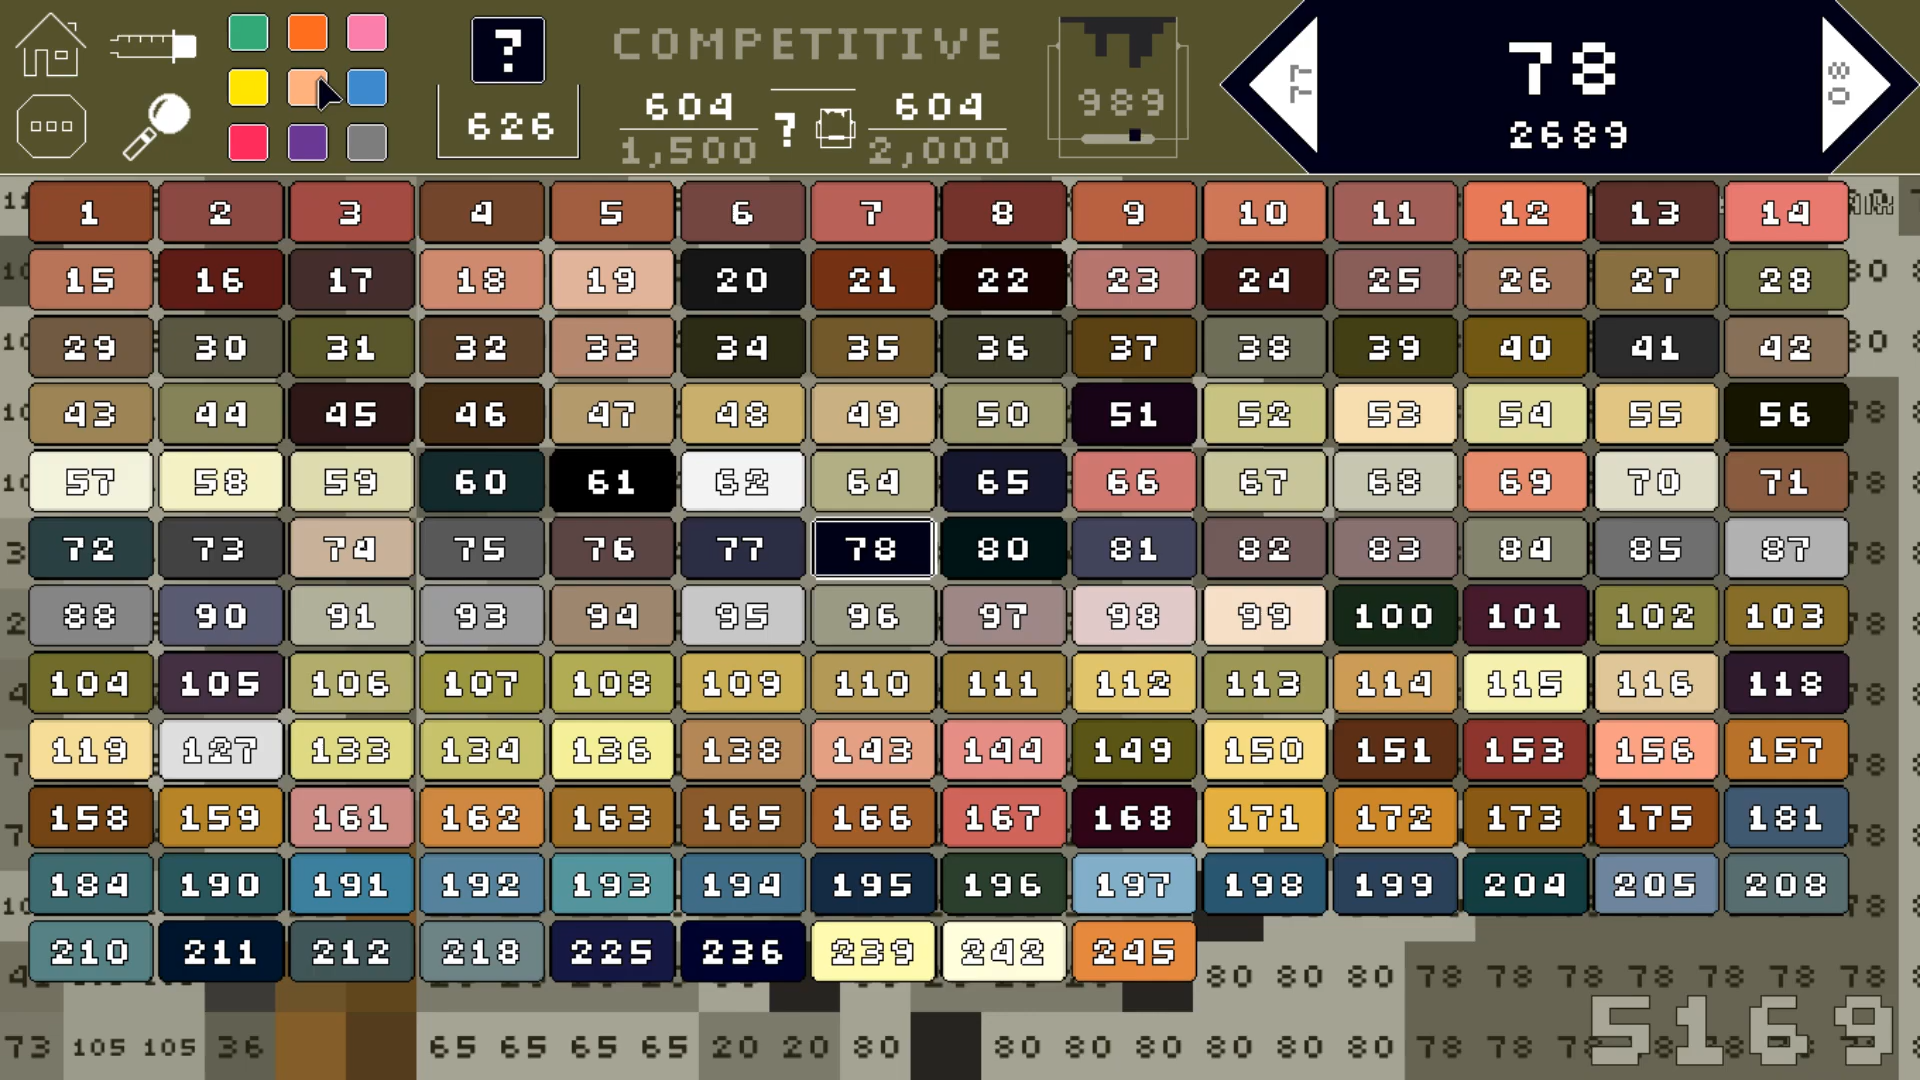 ? COMPETITIVE
626 604 ? 604 989
1,500 2,000
77 78 80
2689
1 2 3 4 5 6 7 8 9 10 11 12 13 14
15 16 17 18 19 20 21 22 23 24 25 26 27 28
29 30 31 32 33 34 35 36 37 38 39 40 41 42
43 44 45 46 47 48 49 50 51 52 53 54 55 56
57 58 59 60 61 62 64 65 66 67 68 69 70 71
72 73 74 75 76 77 78 80 81 82 83 84 85 87
88 90 91 93 94 95 96 97 98 99 100 101 102 103
104 105 106 107 108 109 110 111 112 113 114 115 116 118
119 127 133 134 136 138 143 144 149 150 151 153 156 157
158 159 161 162 163 165 166 167 168 171 172 173 175 181
184 190 191 192 193 194 195 196 197 198 199 204 205 208
210 211 212 218 225 236 239 242 245
80 80 80 78 78 78 78 78 78 78
73 105 105 36 65 65 65 65 20 20 80 80 80 80 80 80 80 78 78
5169